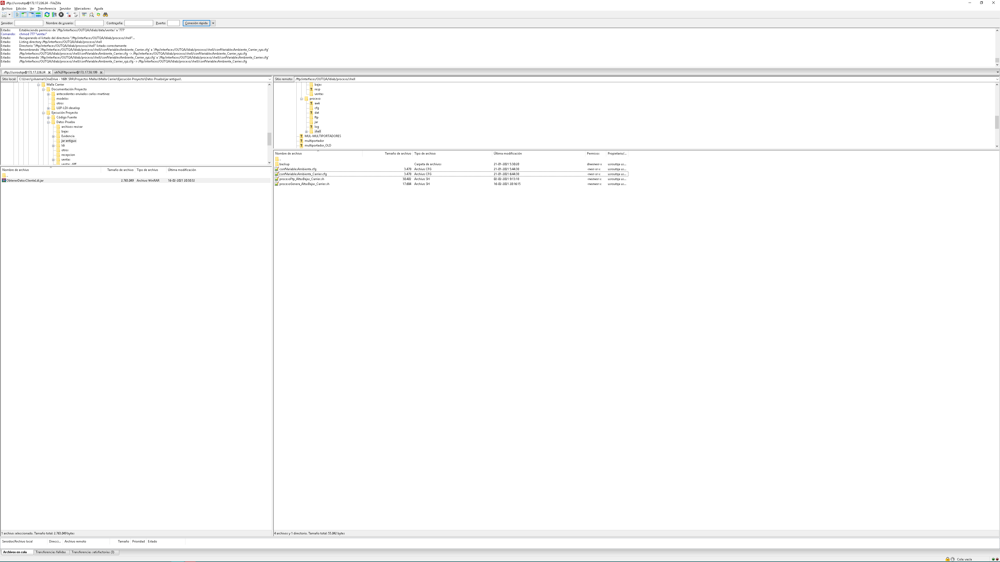 sftp://usroutqa@172.17.226.24 - FileZilla
Archivo Edición Ver Transferencia Servidor Marcadores Ayuda
Servidor: Nombre de usuario: Contraseña: Puerto: Conexión rápida
Estado: Estableciendo permisos de '/ftp/interfaces/OUTQA/ldiab/data/ventas' a '777'
Comando: chmod 777 "ventas"
Estado: Recuperando el listado del directorio "/ftp/interfaces/OUTQA/ldiab/proceso/shell"...
Estado: Listing directory /ftp/interfaces/OUTQA/ldiab/proceso/shell
Estado: Directorio "/ftp/interfaces/OUTQA/ldiab/proceso/shell" listado correctamente
Estado: Renombrando '/ftp/interfaces/OUTQA/ldiab/proceso/shell/confVariablesAmbiente_Carrier.cfg' a '/ftp/interfaces/OUTQA/ldiab/proceso/shell/confVariablesAmbiente_Carrier_xyz.cfg'
Estado: /ftp/interfaces/OUTQA/ldiab/proceso/shell/confVariablesAmbiente_Carrier.cfg -> /ftp/interfaces/OUTQA/ldiab/proceso/shell/confVariablesAmbiente_Carrier_xyz.cfg
Estado: Renombrando '/ftp/interfaces/OUTQA/ldiab/proceso/shell/confVariablesAmbiente_Carrier_xyz.cfg' a '/ftp/interfaces/OUTQA/ldiab/proceso/shell/confVariablesAmbiente_Carrier.cfg'
Estado: /ftp/interfaces/OUTQA/ldiab/proceso/shell/confVariablesAmbiente_Carrier_xyz.cfg -> /ftp/interfaces/OUTQA/ldiab/proceso/shell/confVariablesAmbiente_Carrier.cfg
sftp://usroutqa@172.17.226.24 vtr%2Fftpcarrier@172.17.58.199
Sitio local: C:\Users\jsilvamar\OneDrive - 160K SPA\Proyectos Mallas\Malla Carrier\Ejecución Proyecto\Datos Prueba\jar antiguo\
Malla Carrier
Documentación Proyecto
antecedentes enviados carlos martinez
modelos
otros
U2P-LDI-develop
Ejecución Proyecto
Código Fuente
Datos Prueba
archivos revisar
bajas
Evidencia
jar antiguo
ldi
otros
recepcion
ventas
ventas diff
Nombre de archivo Tamaño de archivo Tipo de archivo Última modificación
..
ObtenerDatosClienteLdi.jar 2.763.049 Archivo WinRAR 16-02-2021 20:30:32
1 archivo seleccionado. Tamaño total: 2.763.049 bytes
Sitio remoto: /ftp/interfaces/OUTQA/ldiab/proceso/shell
bajas
? resp
ventas
proceso
? awk
cfg
? dat
ftp
jar
? log
shell
? MUL-MULTIPORTADORES
? multiportador
? multiportador_OLD
Nombre de archivo Tamaño de archivo Tipo de archivo Última modificación Permisos Propietario/...
..
backup Carpeta de archivos 21-01-2021 5:30:20 drwxrwxr-x usroutqa us...
confVariablesAmbiente.cfg 3.478 Archivo CFG 21-01-2021 5:44:38 -rwxr-xr-x usroutqa us...
confVariablesAmbiente_Carrier.cfg 3.478 Archivo CFG 21-01-2021 6:44:38 -rwxr-xr-x usroutqa us...
procesoFtp_AltasBajas_Carrier.sh 30.402 Archivo SH 02-02-2021 9:13:18 -rwxrwxr-x usroutqa us...
procesoGenera_AltasBajas_Carrier.sh 17.684 Archivo SH 16-02-2021 20:16:15 -rwxrwxr-x usroutqa us...
4 archivos y 1 directorio. Tamaño total: 55.042 bytes
Servidor/Archivo local Direcci... Archivo remoto Tamaño Prioridad Estado
Archivos en cola Transferencias fallidas Transferencias satisfactorias (3)
Cola: vacía